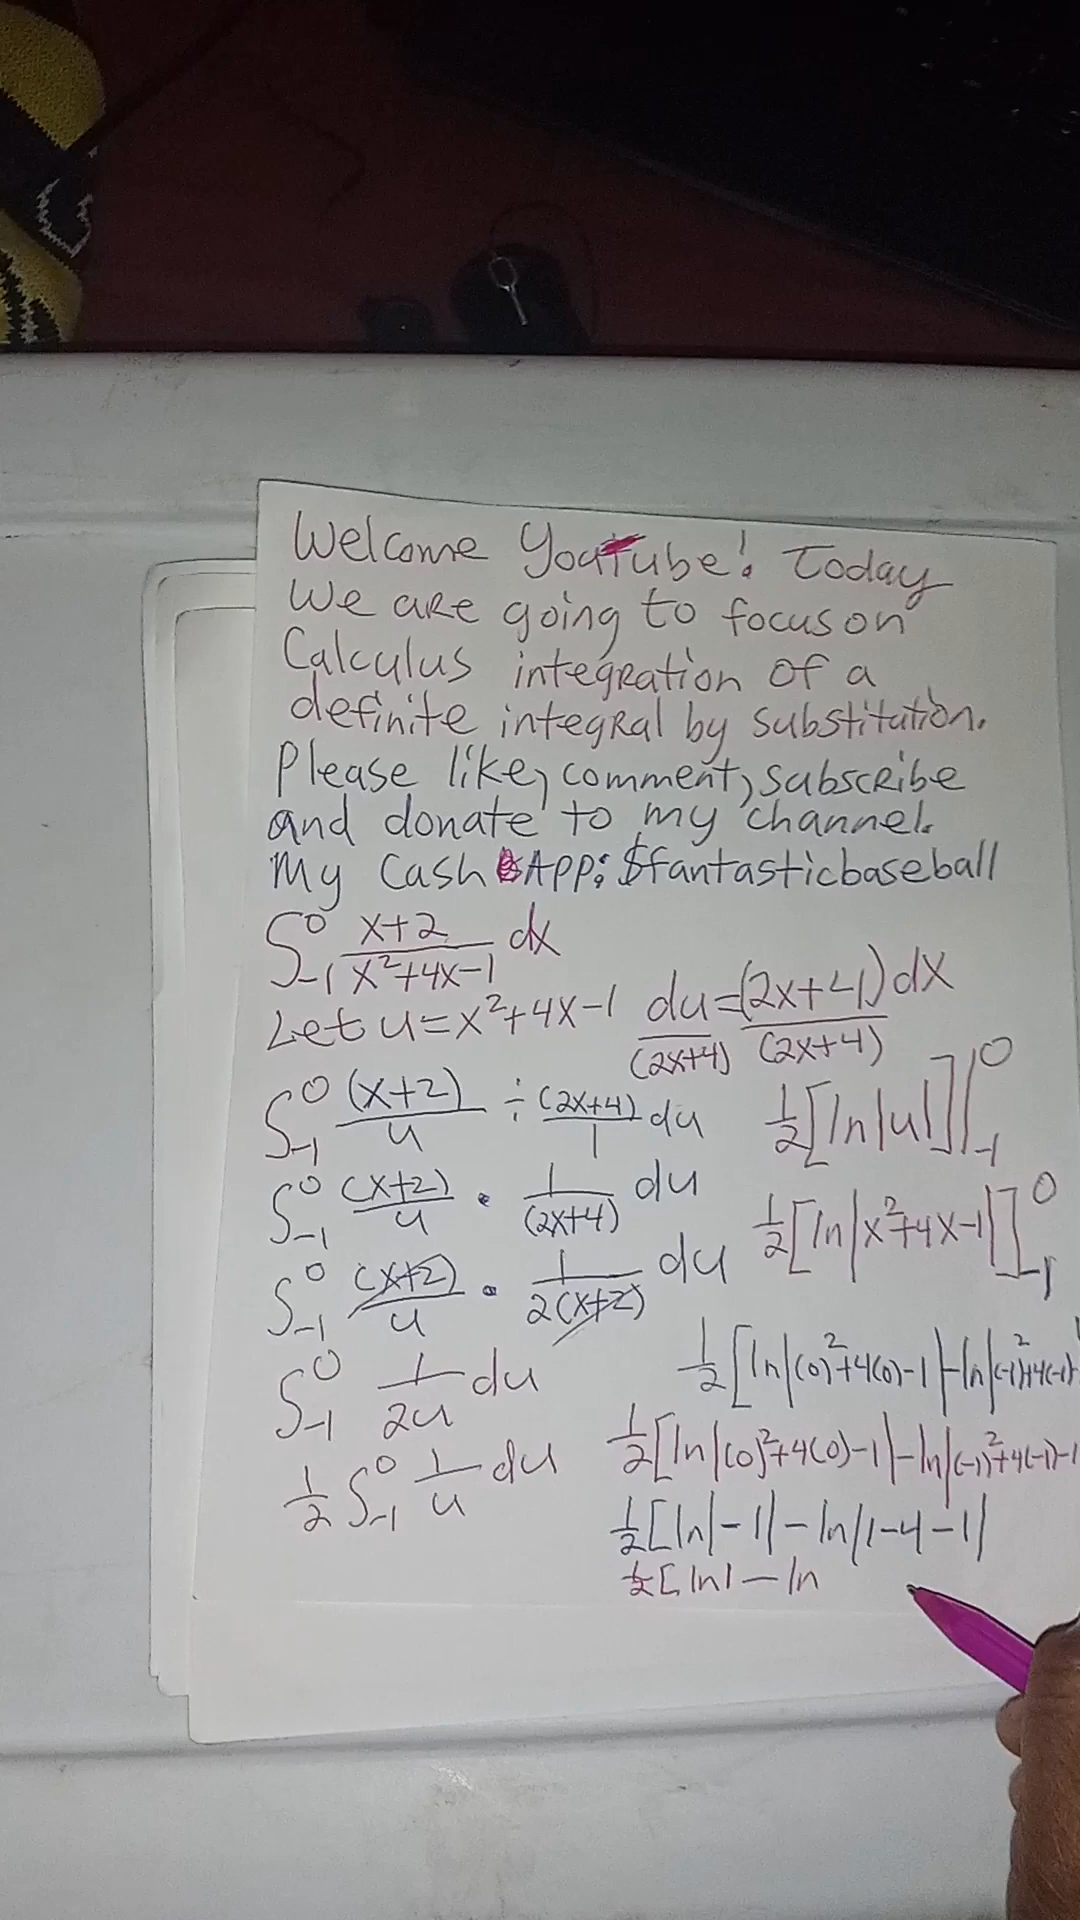 Welcome YouTube! Today
We are going to focus on
Calculus integration of a
definite integral by substitution.
Please like, comment, subscribe
and donate to my channel.
My Cash App: $fantasticbaseball
∫₋₁⁰ (x+2)/(x²+4x-1) dx
Let u=x²+4x-1 du/(2x+4) = (2x+4)dx/(2x+4)
∫₋₁⁰ (x+2)/u ÷ (2x+4)/1 du
∫₋₁⁰ (x+2)/u • 1/(2x+4) du
∫₋₁⁰ (x+2)/u • 1/2(x+2) du
∫₋₁⁰ 1/2u du
1/2 ∫₋₁⁰ 1/u du
1/2[ln|u|]|₋₁⁰
1/2[ln|x²+4x-1|]₋₁⁰
1/2[ln|(0)²+4(0)-1|-ln|(-1)²+4(-1)-1
1/2[ln|(0)²+4(0)-1|-ln|(-1)²+4(-1)-1
1/2[ln|-1|-ln|1-4-1|
1/2[ln1-ln